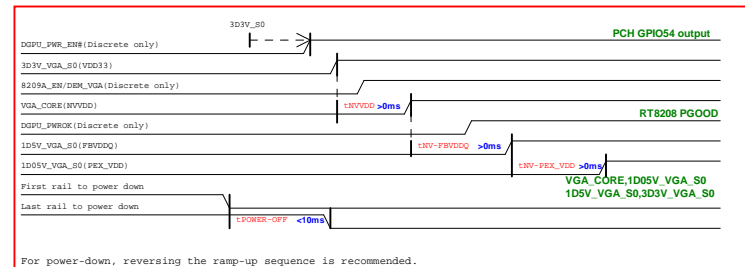 3D3V_S0
PCH GPIO54 output
DGPU_PWR_EN#(Discrete only)
3D3V_VGA_S0(VDD33)
8209A_EN/DEM_VGA(Discrete only)
VGA_CORE(NVVDD)
tNVVDD >0ms
RT8208 PGOOD
DGPU_PWROK(Discrete only)
1D5V_VGA_S0(FBVDDQ)
tNV-FBVDDQ >0ms
1D05V_VGA_S0(PEX_VDD)
tNV-PEX_VDD >0ms
VGA_CORE,1D05V_VGA_S0
1D5V_VGA_S0,3D3V_S0
First rail to power down
Last rail to power down
tPOWER-OFF <10ms
For power-down, reversing the ramp-up sequence is recommended.